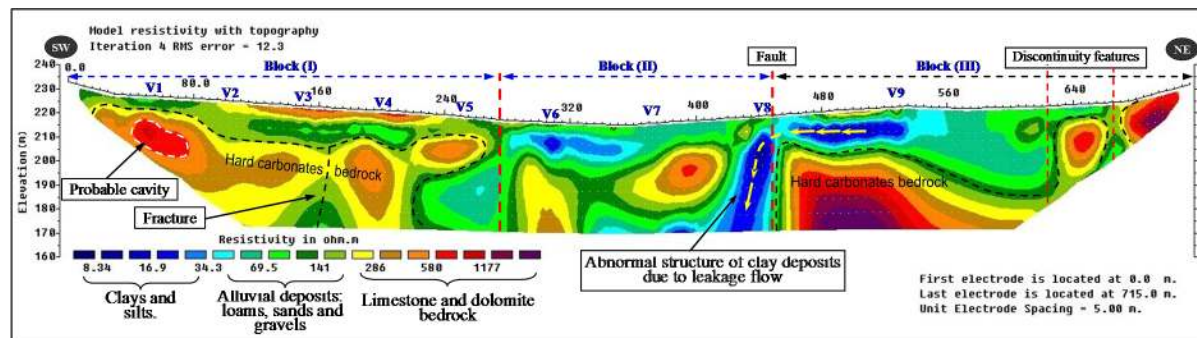 Model resistivity with topography
Iteration 4 RMS error = 12.3
SW
NE
Fault
Discontinuity features
Block(I)
Block(II)
Block(III)
0.0
80.0
160
240
320
400
480
560
640
V1
V2
V3
V4
V5
V6
V7
V8
V9
Elevation(m)
240
230
220
210
200
190
180
170
160
Hard carbonates bedrock
Hard carbonates bedrock
Probable cavity
Fracture
Abnormal structure of clay deposits
due to leakage flow
Resistivity in ohm.m
8.34
16.9
34.3
69.5
141
286
580
1177
Clays and
silts.
Alluvial deposits:
loams, sands and
gravels
Limestone and dolomite
bedrock
First electrode is located at 0.0 m.
Last electrode is located at 715.0 m.
Unit Electrode Spacing = 5.00 m.